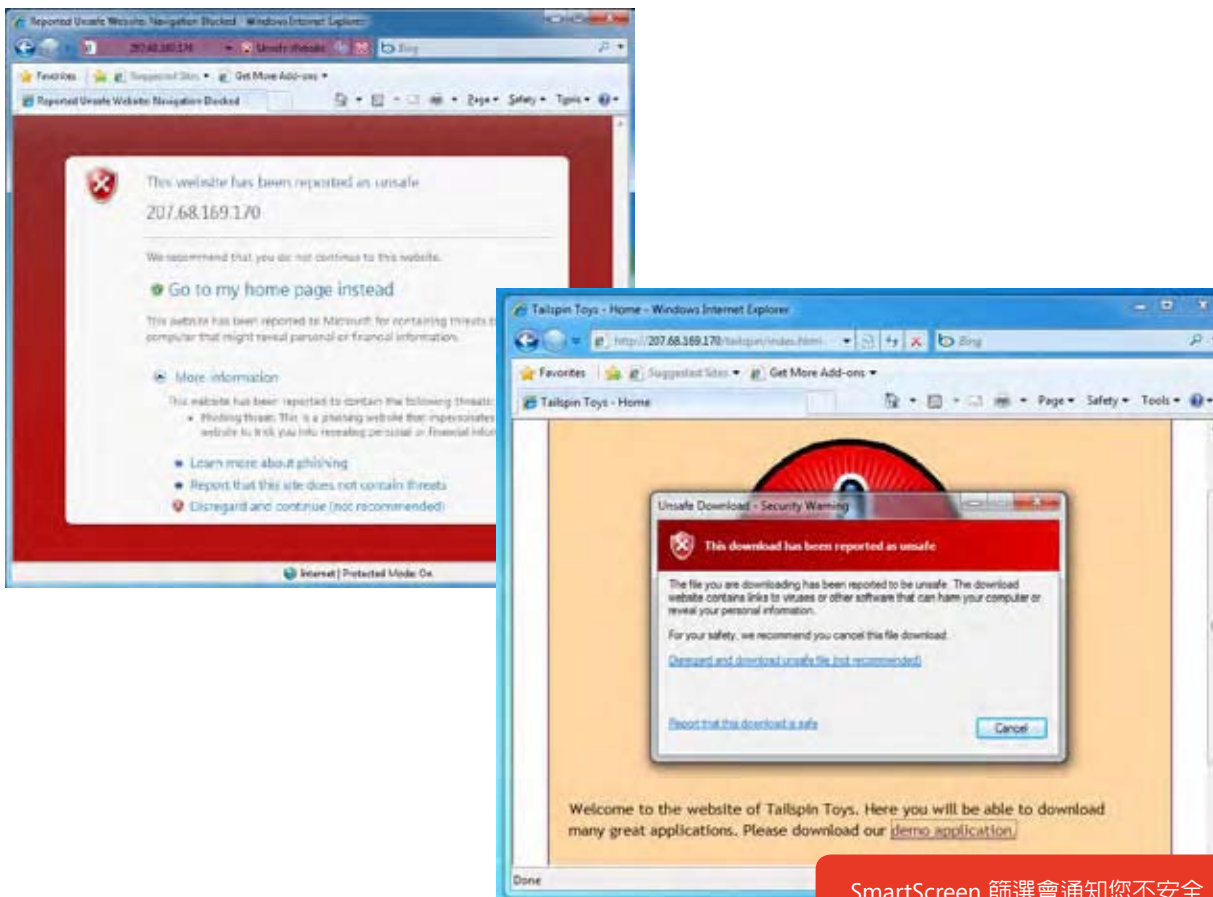 Reported Unsafe Website: Navigation Blocked - Windows Internet Explorer
207.68.169.170
Unsafe Website
Bing
Favorites
Suggested Sites
Get More Add-ons
Reported Unsafe Website: Navigation Blocked
Page
Safety
Tools
This website has been reported as unsafe
207.68.169.170
We recommend that you do not continue to this website.
Go to my home page instead
This website has been reported to Microsoft for containing threats
computer that might reveal personal or financial information.
More information
This website has been reported to contain the following threats:
Phishing threat: This is a phishing website that impersonates
website to trick you into revealing personal or financial
Learn more about phishing
Report that this site does not contain threats
Disregard and continue (not recommended)
Internet | Protected Mode: On
Tailspin Toys - Home - Windows Internet Explorer
http://207.68.169.170/tailspin/index.html
Bing
Favorites
Suggested Sites
Get More Add-ons
Tailspin Toys - Home
Page
Safety
Tools
Unsafe Download - Security Warning
This download has been reported as unsafe
The file you are downloading has been reported to be unsafe. The download
website contains links to viruses or other software that can harm your computer or
reveal your personal information.
For your safety, we recommend you cancel this file download.
Disregard and download unsafe file (not recommended)
Report that this download is safe
Cancel
Welcome to the website of Tailspin Toys. Here you will be able to download
many great applications. Please download our demo application.
Done
SmartScreen 篩選會通知您不安全